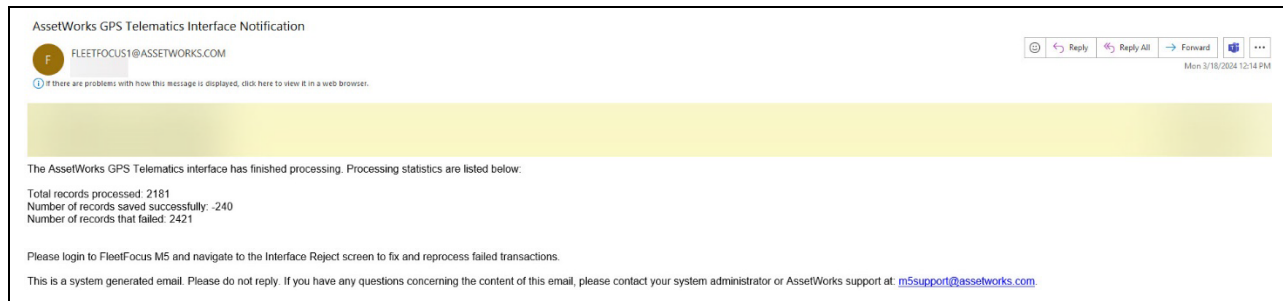 AssetWorks GPS Telematics Interface Notification
F
FLEETFOCUS1@ASSETWORKS.COM
Reply
Reply All
Forward
Mon 3/18/2024 12:14 PM
If there are problems with how this message is displayed, click here to view it in a web browser.
The AssetWorks GPS Telematics interface has finished processing. Processing statistics are listed below:
Total records processed: 2181
Number of records saved successfully: -240
Number of records that failed: 2421
Please login to FleetFocus M5 and navigate to the Interface Reject screen to fix and reprocess failed transactions.
This is a system generated email. Please do not reply. If you have any questions concerning the content of this email, please contact your system administrator or AssetWorks support at: m5support@assetworks.com.